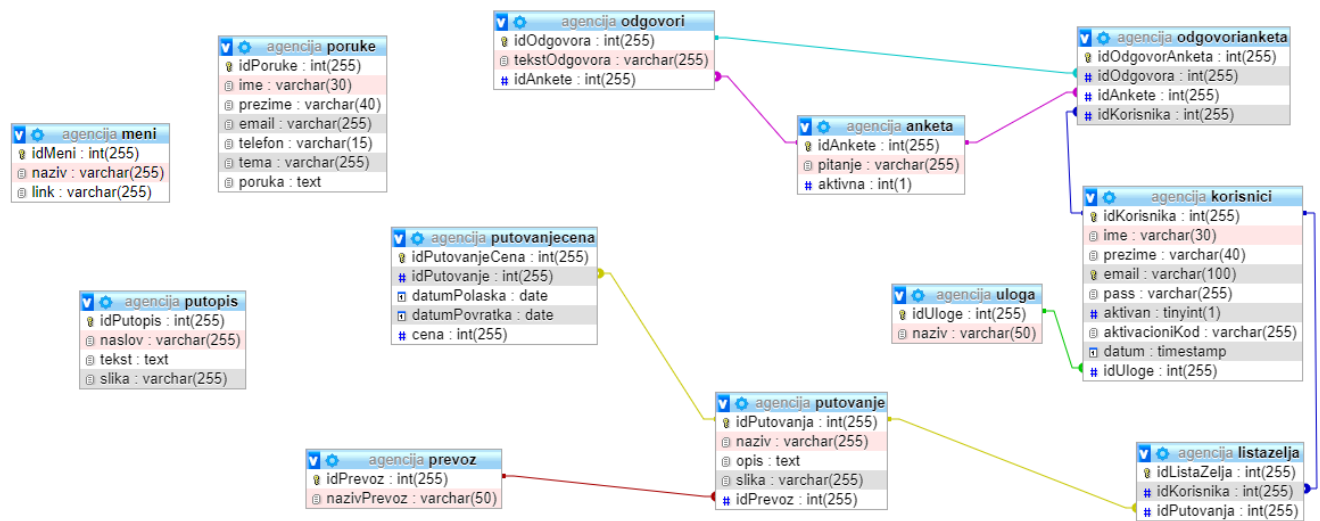 agencija odgovori
idOdgovora : int(255)
tekstOdgovora : varchar(255)
idAnkete : int(255)
agencija poruke
idPoruke : int(255)
ime : varchar(30)
prezime : varchar(40)
email : varchar(255)
telefon : varchar(15)
tema : varchar(255)
poruka : text
agencija odgovorianketa
idOdgovorAnketa : int(255)
idOdgovora : int(255)
idAnkete : int(255)
idKorisnika : int(255)
agencija meni
idMeni : int(255)
naziv : varchar(255)
link : varchar(255)
agencija anketa
idAnkete : int(255)
pitanje : varchar(255)
aktivna : int(1)
agencija korisnici
idKorisnika : int(255)
ime : varchar(30)
prezime : varchar(40)
email : varchar(100)
pass : varchar(255)
aktivan : tinyint(1)
aktivacioniKod : varchar(255)
datum : timestamp
idUloge : int(255)
agencija putovanjecena
idPutovanjeCena : int(255)
idPutovanje : int(255)
datumPolaska : date
datumPovratka : date
cena : int(255)
agencija putopis
idPutopis : int(255)
naslov : varchar(255)
tekst : text
slika : varchar(255)
agencija uloga
idUloge : int(255)
naziv : varchar(50)
agencija putovanje
idPutovanja : int(255)
naziv : varchar(255)
opis : text
slika : varchar(255)
idPrevoz : int(255)
agencija prevoz
idPrevoz : int(255)
nazivPrevoz : varchar(50)
agencija listazelja
idListaZelja : int(255)
idKorisnika : int(255)
idPutovanja : int(255)